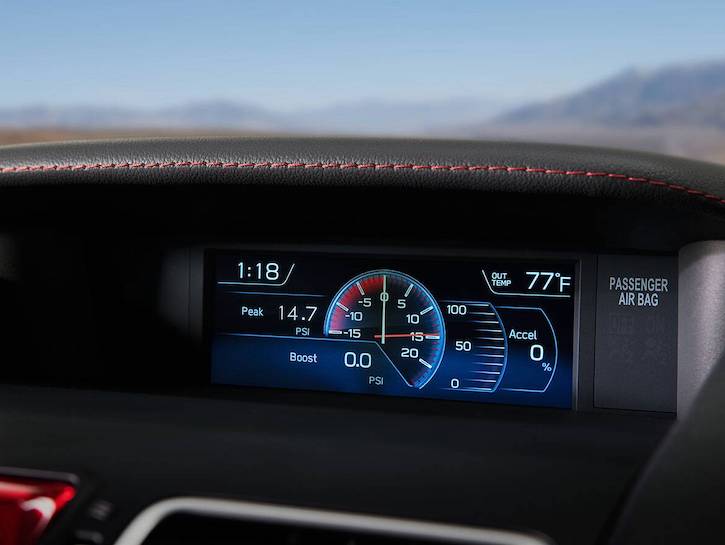 1:18
Peak 14.7
PSI
Boost 0.0
PSI
-5 0 5
-10 10
-15 15
20
100
50
0
OUT
TEMP 77°F
Accel
0
%
PASSENGER
AIR BAG